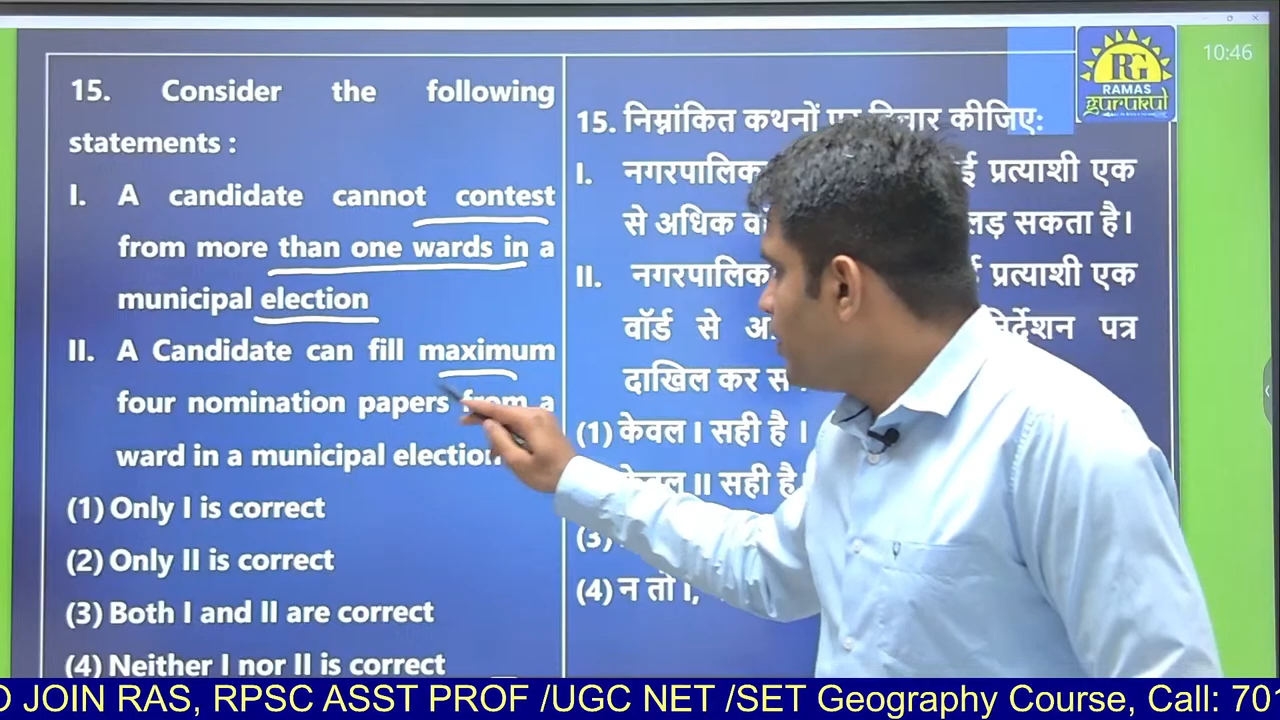 10:46
RG
RAMAS
gurukul
15. Consider the following
statements :
I. A candidate cannot contest
from more than one wards in a
municipal election
II. A Candidate can fill maximum
four nomination papers from a
ward in a municipal election
(1) Only I is correct
(2) Only II is correct
(3) Both I and II are correct
(4) Neither I nor II is correct
15. निम्नांकित कथनों पर विचार कीजिए:
I. प्रत्याशी एक
से अधिक लड़ सकता है।
II. प्रत्याशी एक
वॉर्ड से पत्र
दाखिल कर
(1) केवल I सही है ।
केवल II सही है
(3)
(4) न तो I,
O JOIN RAS, RPSC ASST PROF /UGC NET /SET Geography Course, Call: 701